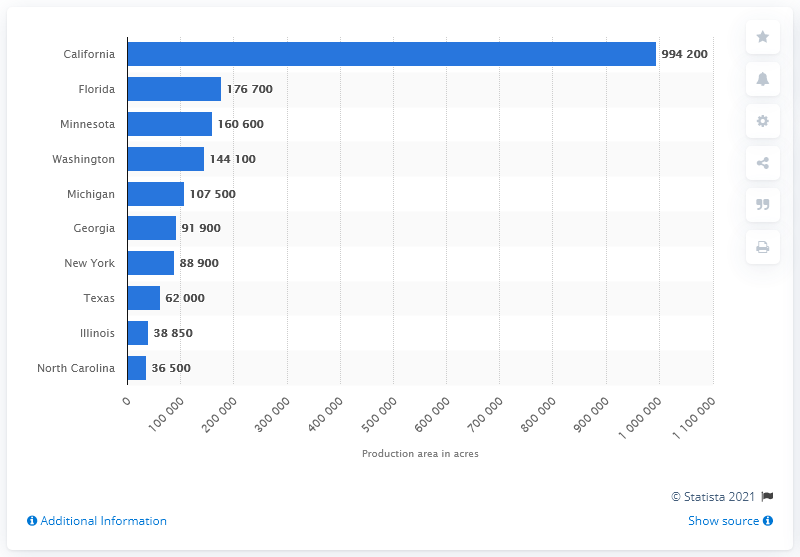 California 994 200
Florida 176 700
Minnesota 160 600
Washington 144 100
Michigan 107 500
Georgia 91 900
New York 88 900
Texas 62 000
Illinois 38 850
North Carolina 36 500
0 100 000 200 000 300 000 400 000 500 000 600 000 700 000 800 000 900 000 1 000 000 1 100 000
Production area in acres
© Statista 2021
Additional Information Show source